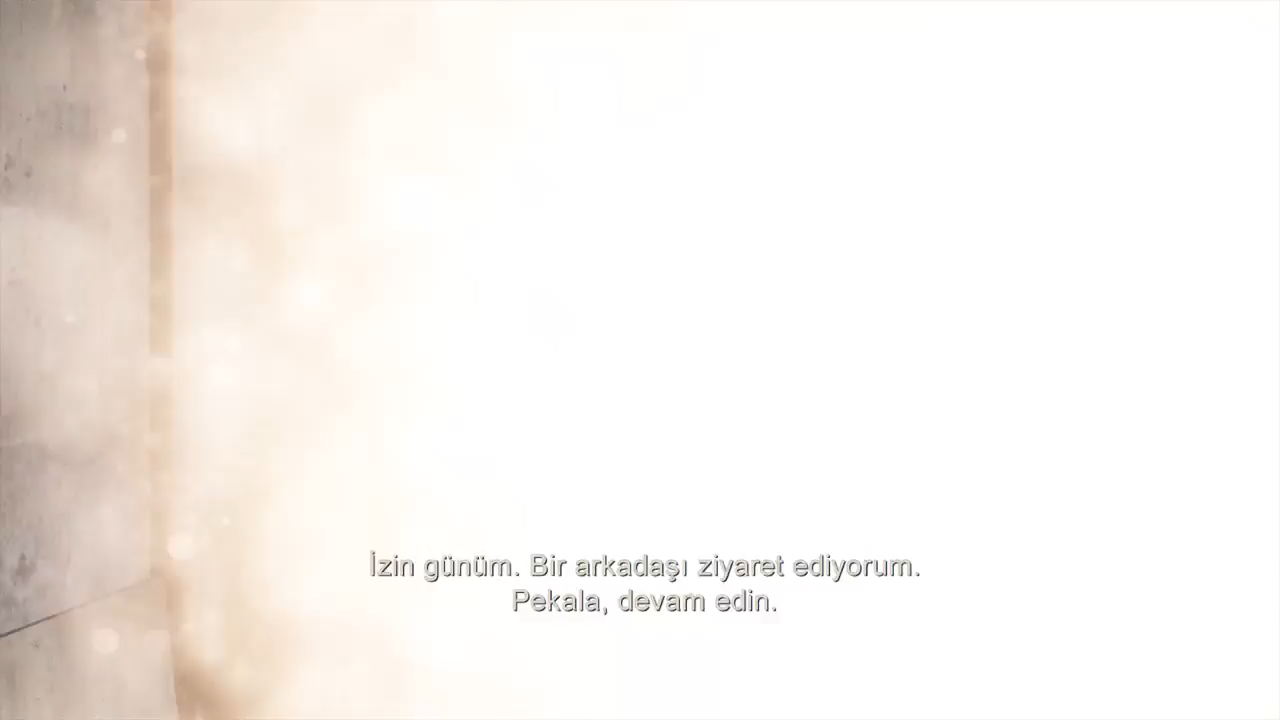 İzin günüm. Bir arkadaşı ziyaret ediyorum.
Pekala, devam edin.